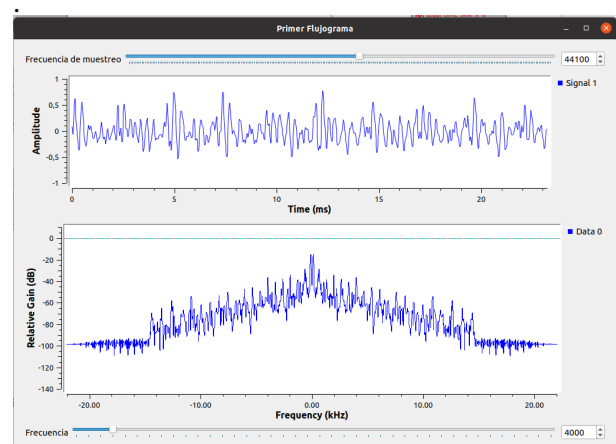 Primer Flujograma
Frecuencia de muestreo
44100
Signal 1
Amplitude
1
0,5
0
-0,5
-1
0
5
10
15
20
Time (ms)
Data 0
Relative Gain (dB)
0
-20
-40
-60
-80
-100
-120
-140
-20.00
-10.00
0.00
10.00
20.00
Frequency (kHz)
Frecuencia
4000